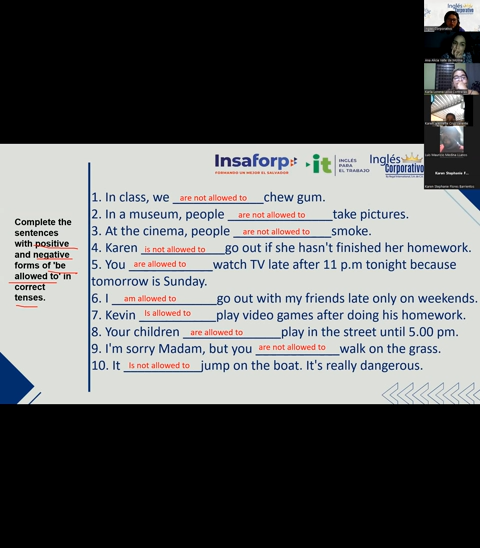 Inglés
Corporativo
Insaforp
FORMANDO UN MEJOR EL SALVADOR
it
INGLÉS
PARA
EL TRABAJO
Inglés
Corporativo
Karen Stephanie F...
Complete the
sentences
with positive
and negative
forms of 'be
allowed to' in
correct
tenses.
1. In class, we are not allowed to chew gum.
2. In a museum, people are not allowed to take pictures.
3. At the cinema, people are not allowed to smoke.
4. Karen is not allowed to go out if she hasn't finished her homework.
5. You are allowed to watch TV late after 11 p.m tonight because
tomorrow is Sunday.
6. I am allowed to go out with my friends late only on weekends.
7. Kevin Is allowed to play video games after doing his homework.
8. Your children are allowed to play in the street until 5.00 pm.
9. I'm sorry Madam, but you are not allowed to walk on the grass.
10. It Is not allowed to jump on the boat. It's really dangerous.